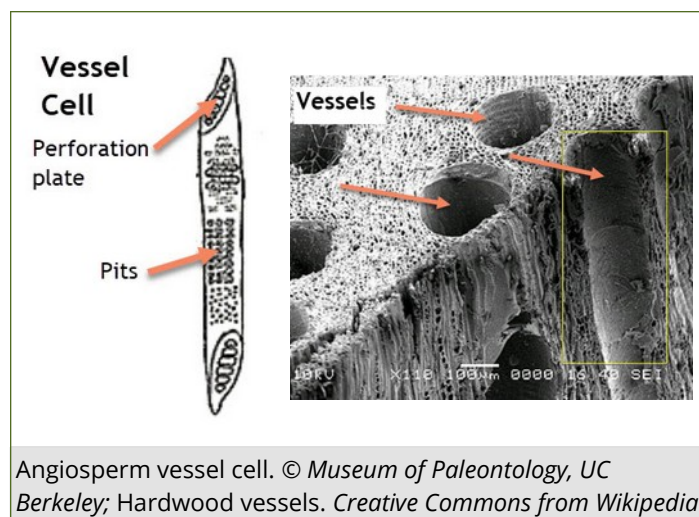 Vessel
Cell
Perforation
plate
Pits
Vessels
10kV X110 100µm 0000 16 40 SEI
Angiosperm vessel cell. © Museum of Paleontology, UC
Berkeley; Hardwood vessels. Creative Commons from Wikipedia